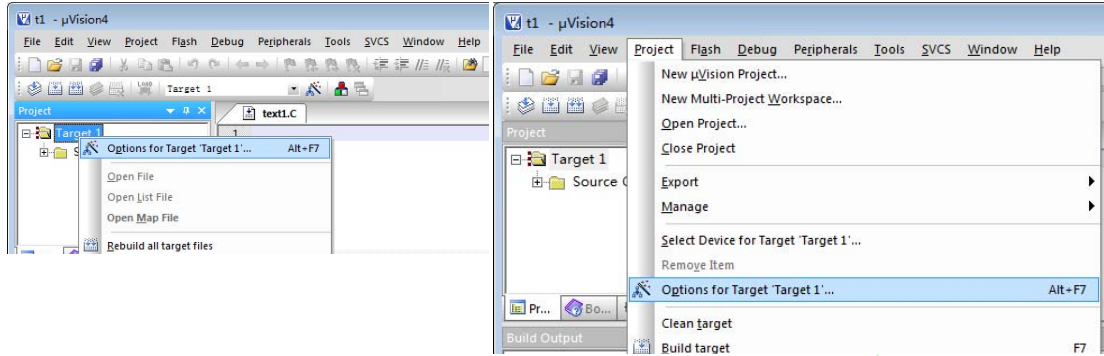 t1 - µVision4
File Edit View Project Flash Debug Peripherals Tools SVCS Window Help
LOAD Target 1
Project
text1.C
Target 1
1
S
Options for Target 'Target 1'... Alt+F7
Open File
Open List File
Open Map File
Rebuild all target files
t1 - µVision4
File Edit View Project Flash Debug Peripherals Tools SVCS Window Help
New µVision Project...
New Multi-Project Workspace...
Open Project...
Close Project
Export
Manage
Select Device for Target 'Target 1'...
Remove Item
Options for Target 'Target 1'... Alt+F7
Clean target
Build target F7
Project
Target 1
Source G
Pr... Bo...
Build Output